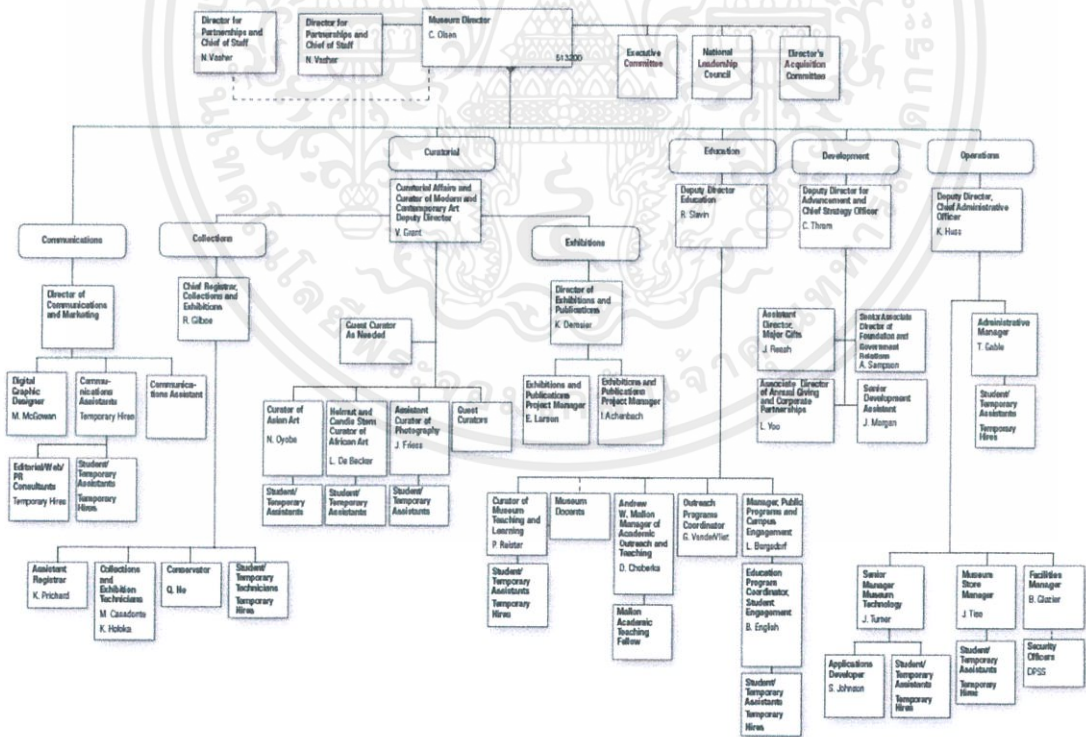 Director for
Partnerships and
Chief of Staff
N. Vasher
Director for
Partnerships and
Chief of Staff
N. Vasher
Museum Director
C. Olsen
513200
Executive
Committee
National
Leadership
Council
Director's
Acquisition
Committee
Communications
Collections
Curatorial
Exhibitions
Education
Development
Operations
Curatorial Affairs and
Curator of Modern and
Contemporary Art
Deputy Director
V. Grant
Deputy Director
Education
R. Slavin
Deputy Director for
Advancement and
Chief Strategy Officer
C. Thram
Deputy Director,
Chief Administrative
Officer
K. Huss
Director of
Communications
and Marketing
Chief Registrar,
Collections and
Exhibitions
R. Gilboe
Guest Curator
As Needed
Director of
Exhibitions and
Publications
K. Demaier
Assistant
Director,
Major Gifts
J. Reeah
Senior Associate
Director of
Foundation and
Government
Relations
A. Sampson
Associate Director
of Annual Giving
and Corporate
Partnerships
L. Yoo
Senior
Development
Assistant
J. Morgan
Administrative
Manager
T. Gable
Student/
Temporary
Assistants
Temporary
Hires
Digital
Graphic
Designer
M. McGowan
Commu-
nications
Assistants
Temporary Hires
Communica-
tions Assistant
Editorial/Web/
PR
Consultants
Temporary Hires
Student/
Temporary
Assistants
Temporary
Hires
Curator of
Asian Art
N. Oyobe
Helmut and
Candis Stern
Curator of
African Art
L. De Becker
Assistant
Curator of
Photography
J. Friess
Guest
Curators
Student/
Temporary
Assistants
Student/
Temporary
Assistants
Student/
Temporary
Assistants
Exhibitions and
Publications
Project Manager
E. Larson
Exhibitions and
Publications
Project Manager
I Achenbach
Assistant
Registrar
K. Prichard
Collections
and
Exhibition
Technicians
M. Casadonte
K. Holoka
Conservator
Q. He
Student/
Temporary
Technicians
Temporary
Hires
Curator of
Museum
Teaching and
Learning
P. Reister
Student/
Temporary
Assistants
Temporary
Hires
Museum
Docents
Andrew
W. Mallon
Manager of
Academic
Outreach and
Teaching
D. Choberka
Mallon
Academic
Teaching
Fellow
Outreach
Programs
Coordinator
G. VandeVliet
Manager, Public
Programs and
Campus
Engagement
L. Borgsdorf
Education
Program
Coordinator,
Student
Engagement
B. English
Student/
Temporary
Assistants
Temporary
Hires
Senior
Manager
Museum
Technology
J. Turner
Applications
Developer
S. Johnson
Student/
Temporary
Assistants
Temporary
Hires
Museum
Store
Manager
J. Tiso
Student/
Temporary
Assistants
Temporary
Hires
Facilities
Manager
B. Glazier
Security
Officers
DPSS